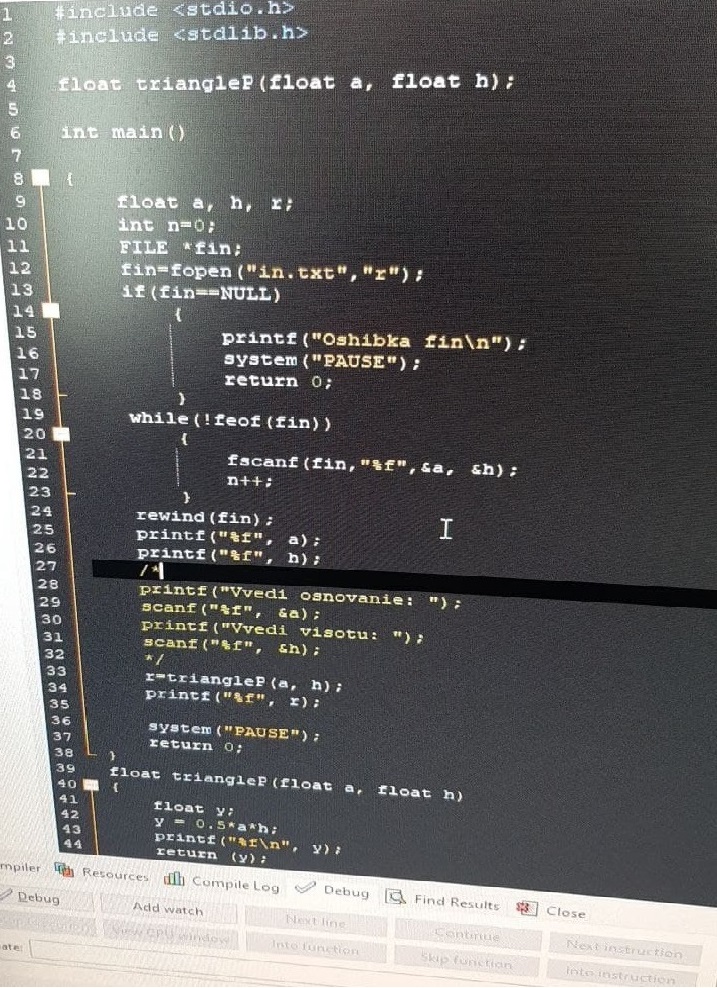 1 #include <stdio.h>
2 #include <stdlib.h>
3
4 float triangleP(float a, float h);
5
6 int main()
7
8 {
9 float a, h, r;
10 int n=0;
11 FILE *fin;
12 fin=fopen("in.txt","r");
13 if(fin==NULL)
14 {
15 printf("Oshibka fin\n");
16 system("PAUSE");
17 return 0;
18 }
19 while(!feof(fin))
20 {
21 fscanf(fin,"%f",&a, &h);
22 n++;
23 }
24 rewind(fin);
25 printf("%f", a);
26 printf("%f", h);
27 /*
28 printf("Vvedi osnovanie: ");
29 scanf("%f", &a);
30 printf("Vvedi visotu: ");
31 scanf("%f", &h);
32 */
33 r=triangleP(a, h);
34 printf("%f", r);
35
36 system("PAUSE");
37 return 0;
38 }
39 float triangleP(float a, float h)
40 {
41 float y;
42 y = 0.5*a*h;
43 printf("%f\n", y);
44 return (y);
mpiler Resources Compile Log Debug Find Results Close
Debug Add watch Next line Continue Next instruction
View CPU window Into function Skip function Into instruction
ate: